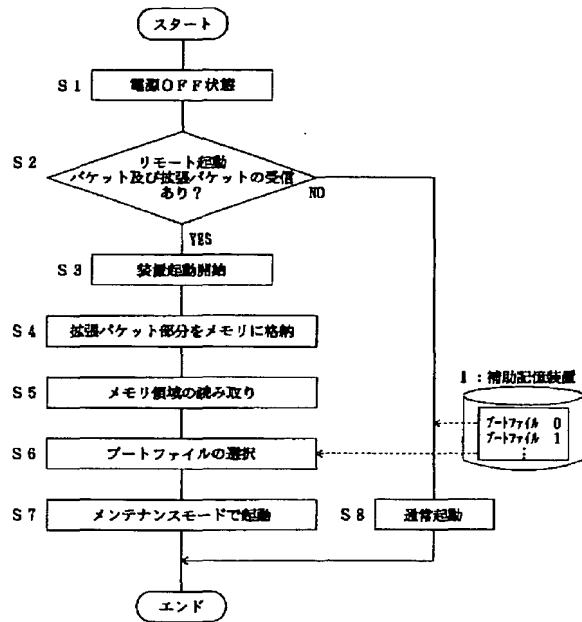 スタート
S1 電源OFF状態
S2 リモート起動
パケット及び拡張パケットの受信
あり?
NO
YES
S3 装置起動開始
S4 拡張パケット部分をメモリに格納
1:補助記憶装置
S5 メモリ領域の読み取り
ブートファイル 0
ブートファイル 1
⋮
S6 ブートファイルの選択
S7 メンテナンスモードで起動
S8 通常起動
エンド